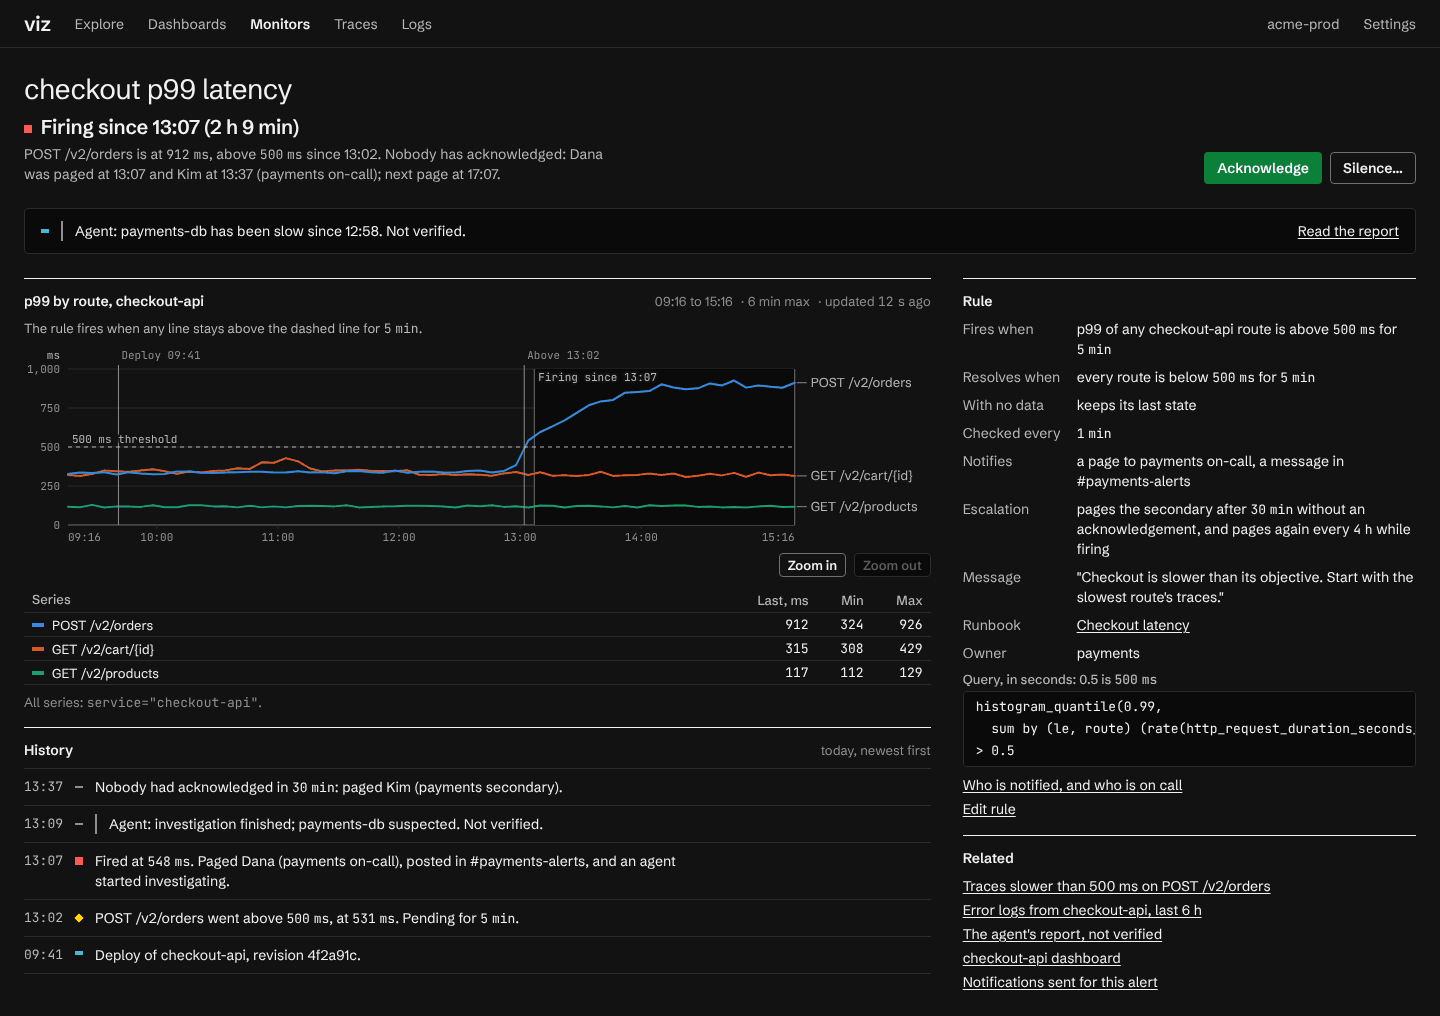 viz Explore Dashboards Monitors Traces Logs acme-prod Settings
checkout p99 latency
Firing since 13:07 (2 h 9 min)
POST /v2/orders is at 912 ms, above 500 ms since 13:02. Nobody has acknowledged: Dana
was paged at 13:07 and Kim at 13:37 (payments on-call); next page at 17:07.
Acknowledge Silence...
Agent: payments-db has been slow since 12:58. Not verified. Read the report
p99 by route, checkout-api 09:16 to 15:16 · 6 min max · updated 12 s ago
The rule fires when any line stays above the dashed line for 5 min.
ms Deploy 09:41 Above 13:02
1,000 Firing since 13:07 POST /v2/orders
750
500 ms threshold
500
GET /v2/cart/{id}
250
GET /v2/products
0
09:16 10:00 11:00 12:00 13:00 14:00 15:16
Zoom in Zoom out
Series Last, ms Min Max
POST /v2/orders 912 324 926
GET /v2/cart/{id} 315 308 429
GET /v2/products 117 112 129
All series: service="checkout-api".
History today, newest first
13:37 Nobody had acknowledged in 30 min: paged Kim (payments secondary).
13:09 Agent: investigation finished; payments-db suspected. Not verified.
13:07 Fired at 548 ms. Paged Dana (payments on-call), posted in #payments-alerts, and an agent
started investigating.
13:02 POST /v2/orders went above 500 ms, at 531 ms. Pending for 5 min.
09:41 Deploy of checkout-api, revision 4f2a91c.
Rule
Fires when p99 of any checkout-api route is above 500 ms for
5 min
Resolves when every route is below 500 ms for 5 min
With no data keeps its last state
Checked every 1 min
Notifies a page to payments on-call, a message in
#payments-alerts
Escalation pages the secondary after 30 min without an
acknowledgement, and pages again every 4 h while
firing
Message "Checkout is slower than its objective. Start with the
slowest route's traces."
Runbook Checkout latency
Owner payments
Query, in seconds: 0.5 is 500 ms
histogram_quantile(0.99,
sum by (le, route) (rate(http_request_duration_seconds_
> 0.5
Who is notified, and who is on call
Edit rule
Related
Traces slower than 500 ms on POST /v2/orders
Error logs from checkout-api, last 6 h
The agent's report, not verified
checkout-api dashboard
Notifications sent for this alert